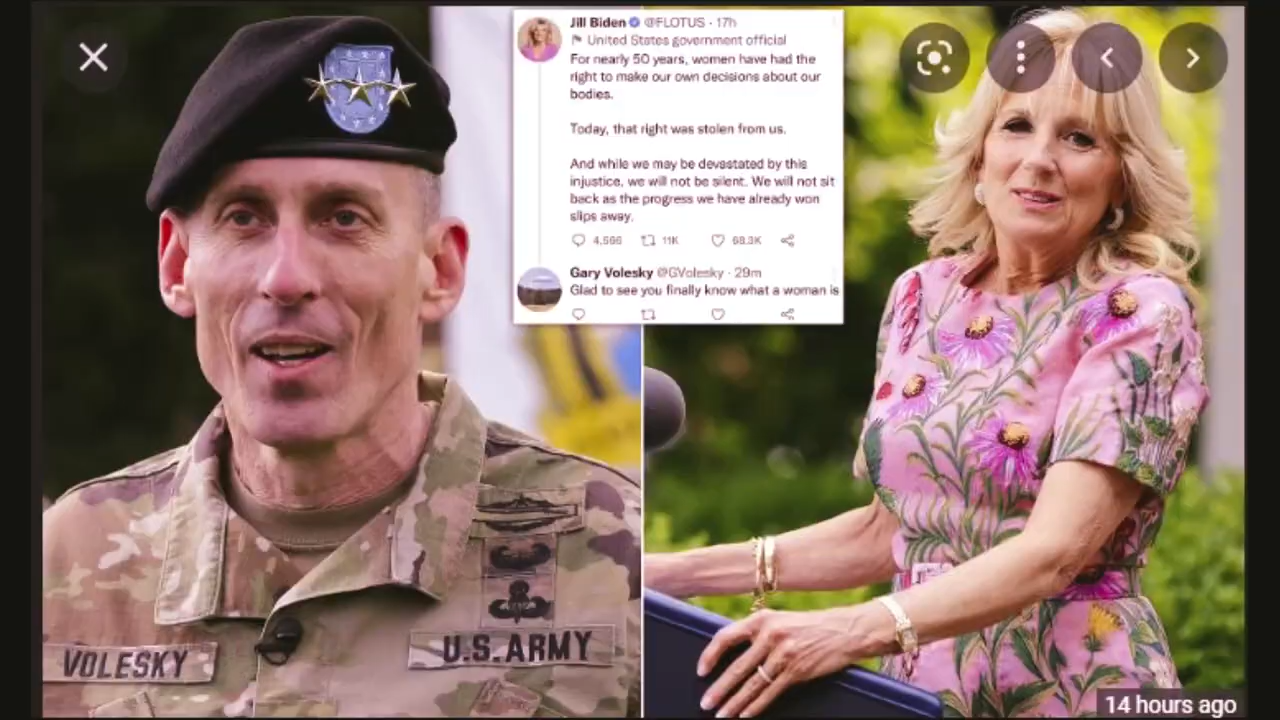 Jill Biden @FLOTUS · 17h
United States government official
For nearly 50 years, women have had the
right to make our own decisions about our
bodies.
Today, that right was stolen from us.
And while we may be devastated by this
injustice, we will not be silent. We will not sit
back as the progress we have already won
slips away.
4,566 11K 68.3K
Gary Volesky @GVolesky · 29m
Glad to see you finally know what a woman is
VOLESKY
U.S. ARMY
14 hours ago